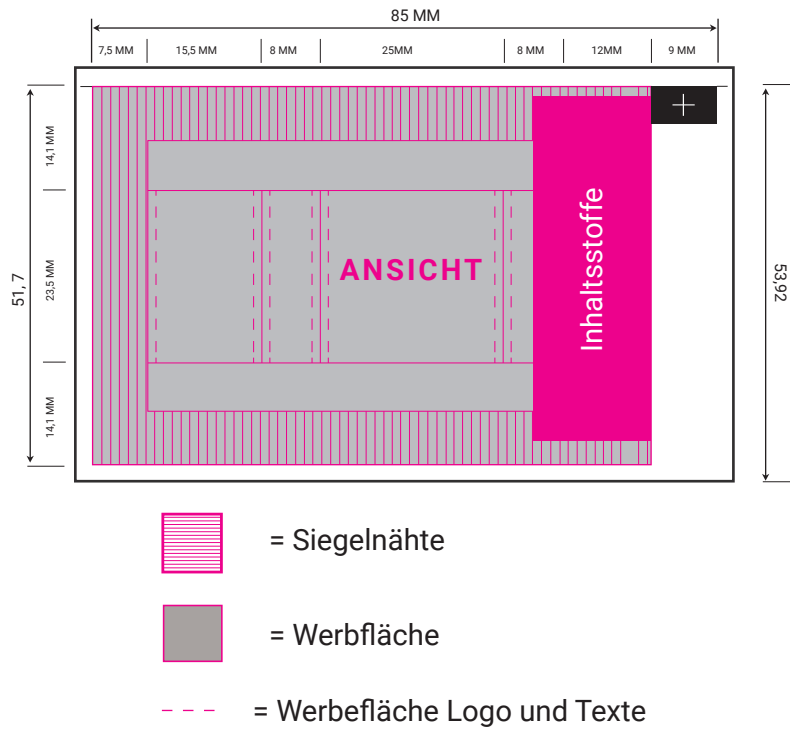 85 MM
7,5 MM
15,5 MM
8 MM
25MM
8 MM
12MM
9 MM
14,1 MM
23,5 MM
14,1 MM
51, 7
53,92
ANSICHT
Inhaltsstoffe
= Siegelnähte
= Werbfläche
= Werbefläche Logo und Texte